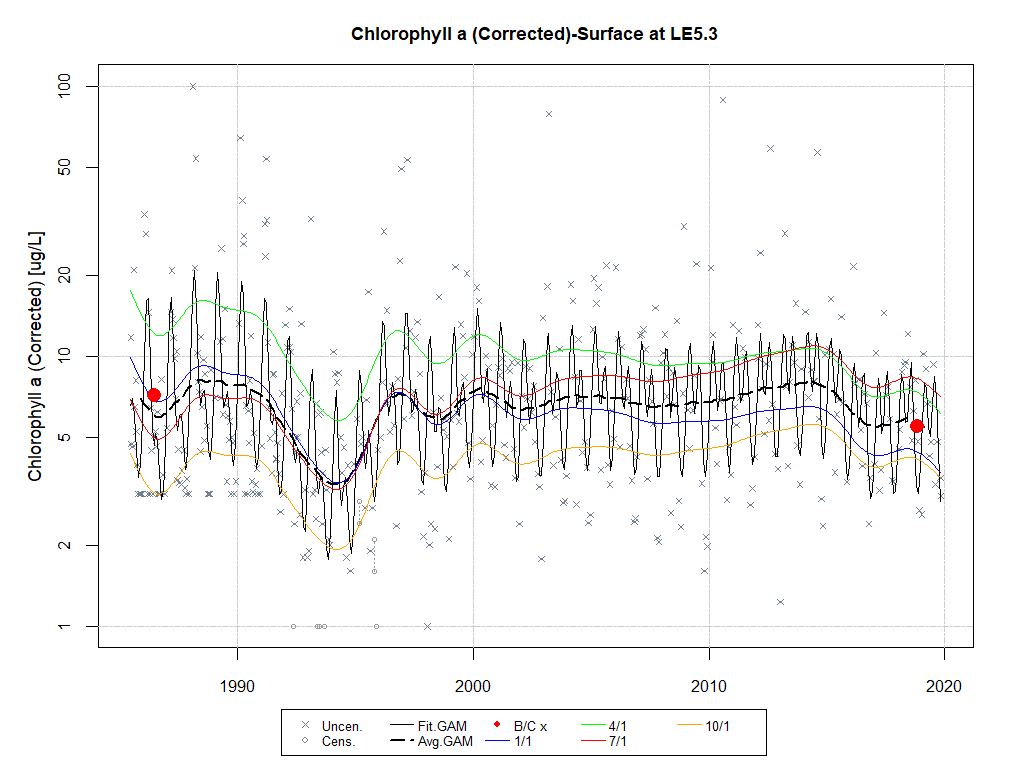 Chlorophyll a (Corrected)-Surface at LE5.3
Chlorophyll a (Corrected) [ug/L]
100
50
20
10
5
2
1
1990 2000 2010 2020
Uncen. Fit.GAM B/C x 4/1 10/1
Cens. Avg.GAM 1/1 7/1